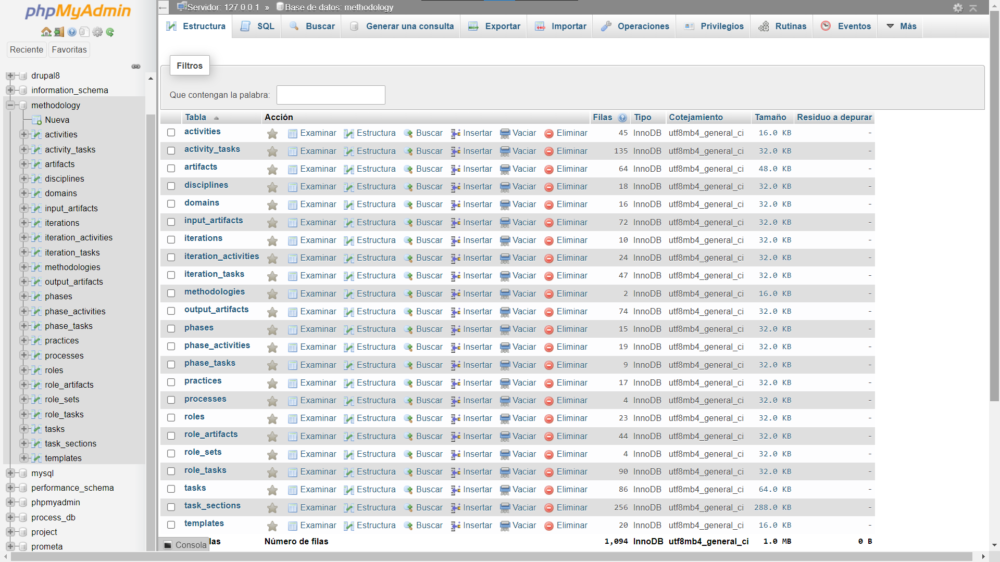 phpMyAdmin
Reciente Favoritas
drupal8
information_schema
methodology
Nueva
activities
activity_tasks
artifacts
disciplines
domains
input_artifacts
iterations
iteration_activities
iteration_tasks
methodologies
output_artifacts
phases
phase_activities
phase_tasks
practices
processes
roles
role_artifacts
role_sets
role_tasks
tasks
task_sections
templates
mysql
performance_schema
phpmyadmin
process_db
project
prometa
← Servidor: 127.0.0.1 » Base de datos: methodology
Estructura SQL Buscar Generar una consulta Exportar Importar Operaciones Privilegios Rutinas Eventos Más
Filtros
Que contengan la palabra:
Tabla Acción Filas Tipo Cotejamiento Tamaño Residuo a depurar
activities Examinar Estructura Buscar Insertar Vaciar Eliminar 45 InnoDB utf8mb4_general_ci 16.0 KB -
activity_tasks Examinar Estructura Buscar Insertar Vaciar Eliminar 135 InnoDB utf8mb4_general_ci 32.0 KB -
artifacts Examinar Estructura Buscar Insertar Vaciar Eliminar 64 InnoDB utf8mb4_general_ci 48.0 KB -
disciplines Examinar Estructura Buscar Insertar Vaciar Eliminar 18 InnoDB utf8mb4_general_ci 32.0 KB -
domains Examinar Estructura Buscar Insertar Vaciar Eliminar 16 InnoDB utf8mb4_general_ci 32.0 KB -
input_artifacts Examinar Estructura Buscar Insertar Vaciar Eliminar 72 InnoDB utf8mb4_general_ci 32.0 KB -
iterations Examinar Estructura Buscar Insertar Vaciar Eliminar 10 InnoDB utf8mb4_general_ci 32.0 KB -
iteration_activities Examinar Estructura Buscar Insertar Vaciar Eliminar 24 InnoDB utf8mb4_general_ci 32.0 KB -
iteration_tasks Examinar Estructura Buscar Insertar Vaciar Eliminar 47 InnoDB utf8mb4_general_ci 32.0 KB -
methodologies Examinar Estructura Buscar Insertar Vaciar Eliminar 2 InnoDB utf8mb4_general_ci 16.0 KB -
output_artifacts Examinar Estructura Buscar Insertar Vaciar Eliminar 74 InnoDB utf8mb4_general_ci 32.0 KB -
phases Examinar Estructura Buscar Insertar Vaciar Eliminar 15 InnoDB utf8mb4_general_ci 32.0 KB -
phase_activities Examinar Estructura Buscar Insertar Vaciar Eliminar 19 InnoDB utf8mb4_general_ci 32.0 KB -
phase_tasks Examinar Estructura Buscar Insertar Vaciar Eliminar 9 InnoDB utf8mb4_general_ci 32.0 KB -
practices Examinar Estructura Buscar Insertar Vaciar Eliminar 17 InnoDB utf8mb4_general_ci 32.0 KB -
processes Examinar Estructura Buscar Insertar Vaciar Eliminar 4 InnoDB utf8mb4_general_ci 32.0 KB -
roles Examinar Estructura Buscar Insertar Vaciar Eliminar 23 InnoDB utf8mb4_general_ci 32.0 KB -
role_artifacts Examinar Estructura Buscar Insertar Vaciar Eliminar 44 InnoDB utf8mb4_general_ci 32.0 KB -
role_sets Examinar Estructura Buscar Insertar Vaciar Eliminar 4 InnoDB utf8mb4_general_ci 32.0 KB -
role_tasks Examinar Estructura Buscar Insertar Vaciar Eliminar 90 InnoDB utf8mb4_general_ci 32.0 KB -
tasks Examinar Estructura Buscar Insertar Vaciar Eliminar 86 InnoDB utf8mb4_general_ci 64.0 KB -
task_sections Examinar Estructura Buscar Insertar Vaciar Eliminar 256 InnoDB utf8mb4_general_ci 288.0 KB -
templates Examinar Estructura Buscar Insertar Vaciar Eliminar 20 InnoDB utf8mb4_general_ci 16.0 KB -
las Número de filas 1,094 InnoDB utf8mb4_general_ci 1.0 MB 0 B
Consola